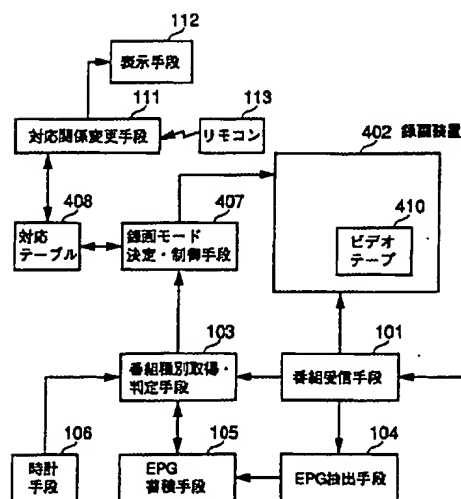 112
表示手段
111
113
対応関係変更手段
リモコン
402 録画装置
408
407
410
対応
テーブル
録画モード
決定・制御手段
ビデオ
テープ
103
101
番組種別取得・
判定手段
番組受信手段
106
105
104
時計
手段
EPG
蓄積手段
EPG抽出手段